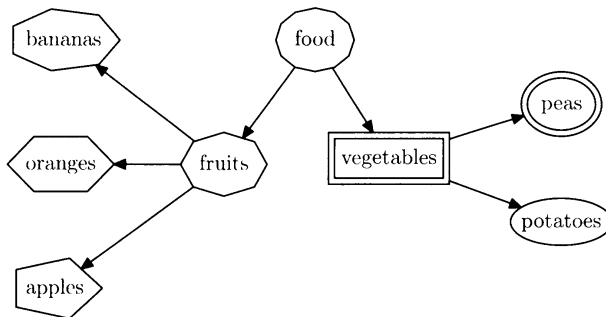 bananas
food
peas
oranges
fruits
vegetables
potatoes
apples